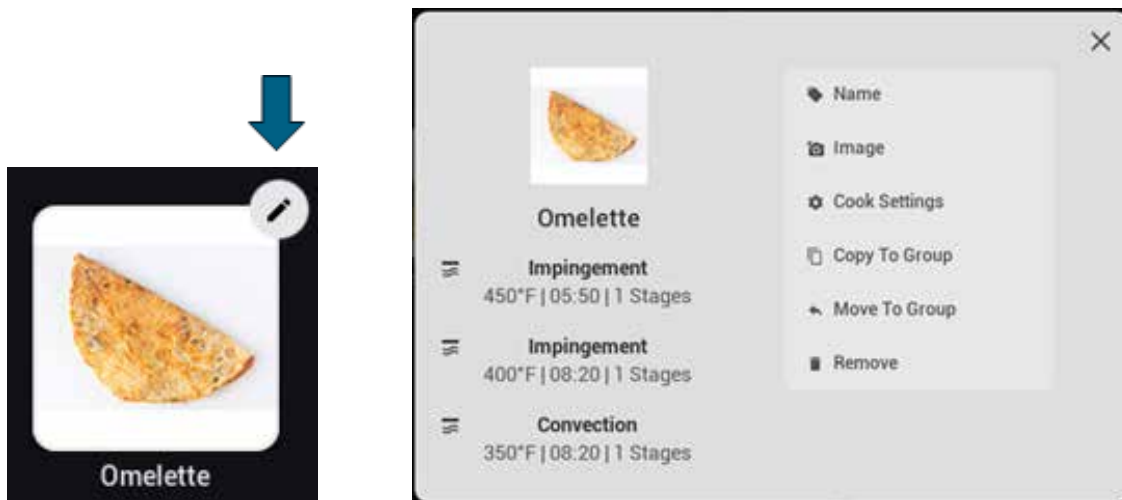 Omelette
Omelette
Impingement
450°F | 05:50 | 1 Stages
Impingement
400°F | 08:20 | 1 Stages
Convection
350°F | 08:20 | 1 Stages
Name
Image
Cook Settings
Copy To Group
Move To Group
Remove